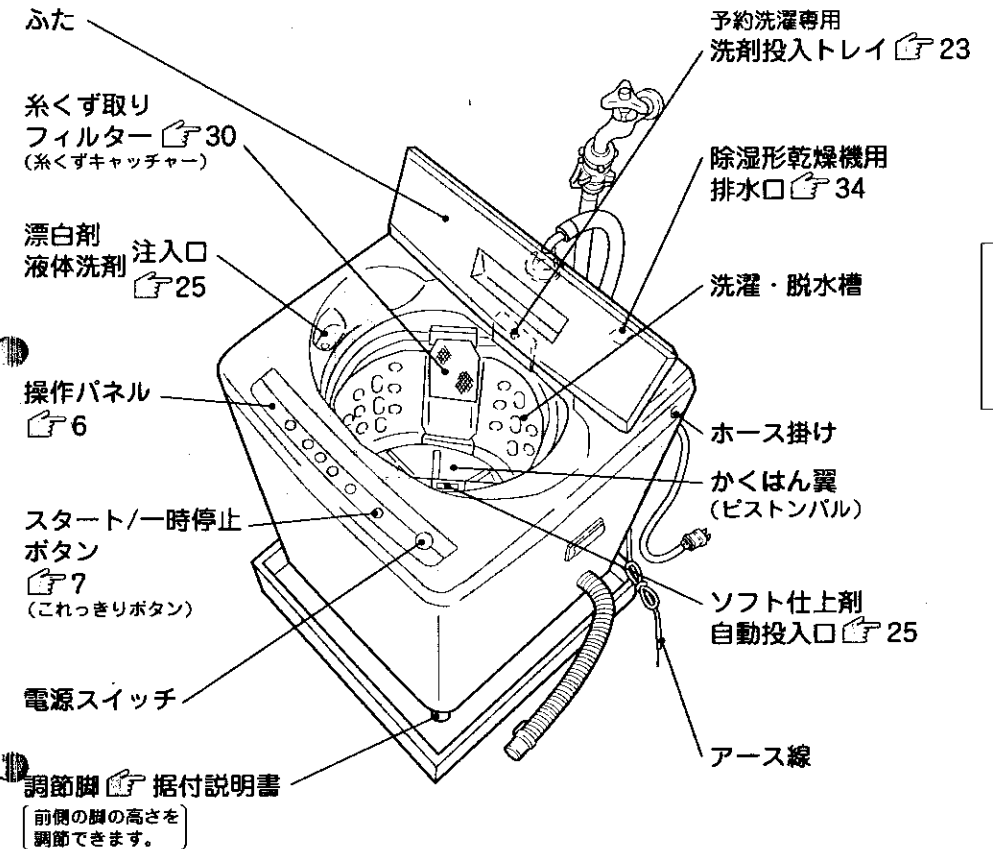 ふた
糸くず取り
フィルター 30
(糸くずキャッチャー)
漂白剤
液体洗剤 注入口
25
操作パネル
6
スタート/一時停止
ボタン
7
(これっきりボタン)
電源スイッチ
調節脚 据付説明書
前側の脚の高さを
調節できます。
予約洗濯専用
洗剤投入トレイ 23
除湿形乾燥機用
排水口 34
洗濯・脱水槽
ホース掛け
かくはん翼
(ピストンパル)
ソフト仕上剤
自動投入口 25
アース線